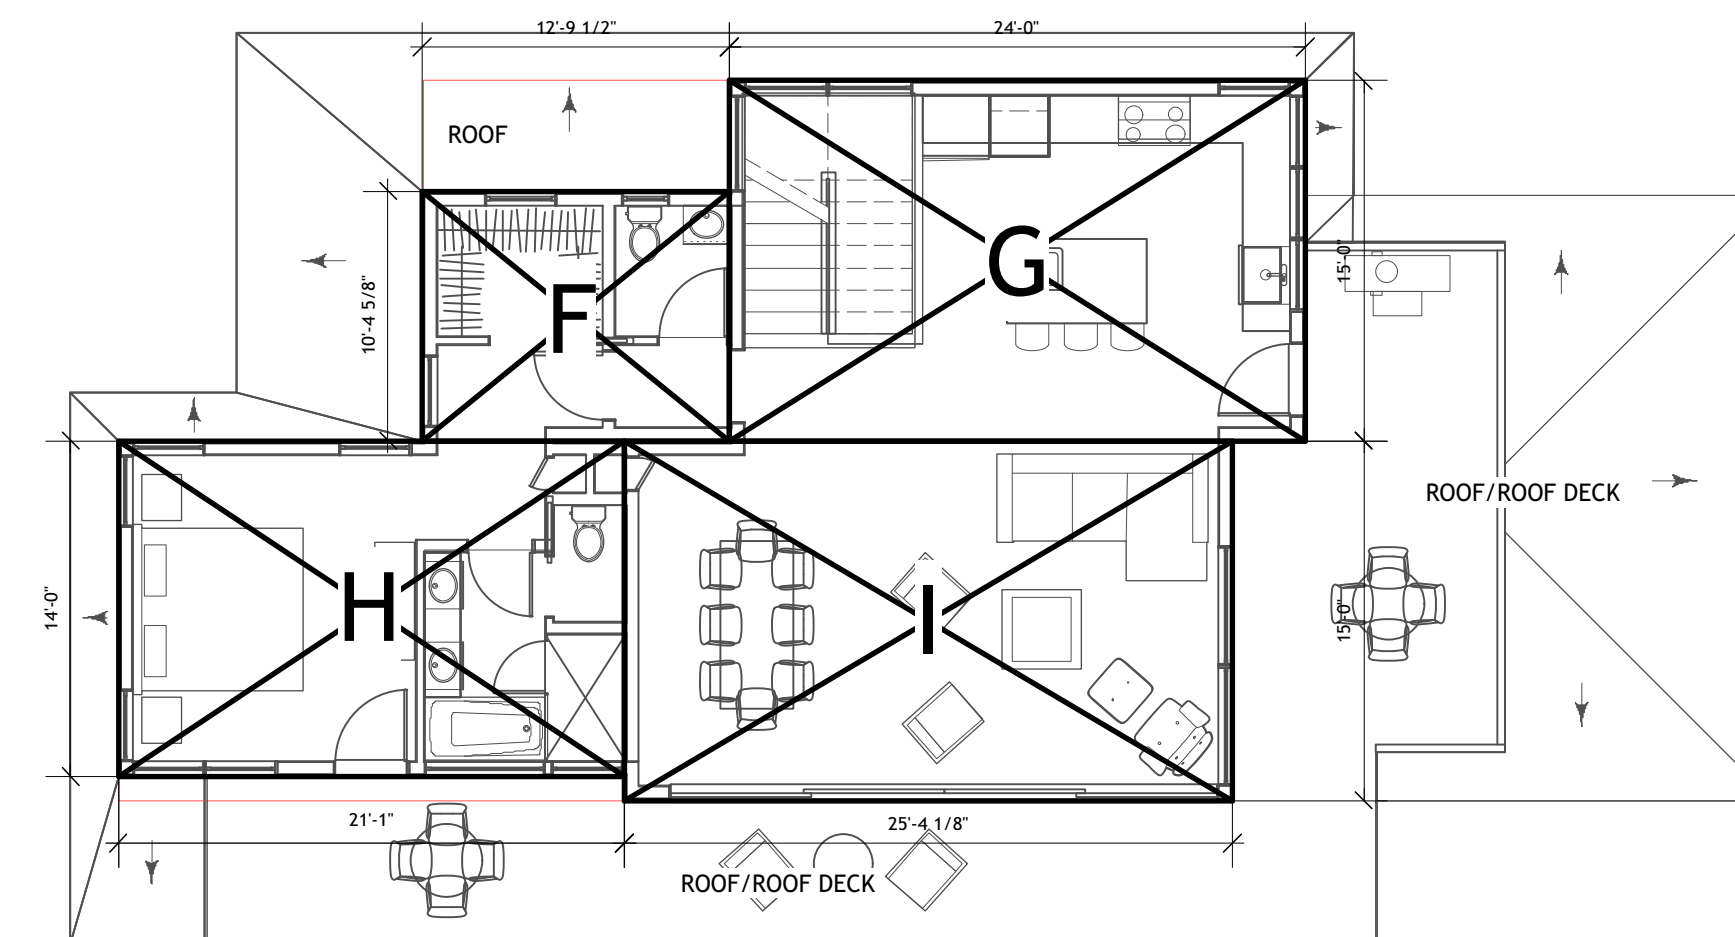 12'-9 1/2"
24'-0"
ROOF
15'-0"
G
10'-4 5/8"
F
ROOF/ROOF DECK
14'-0"
H
I
15'-0"
21'-1"
25'-4 1/8"
ROOF/ROOF DECK